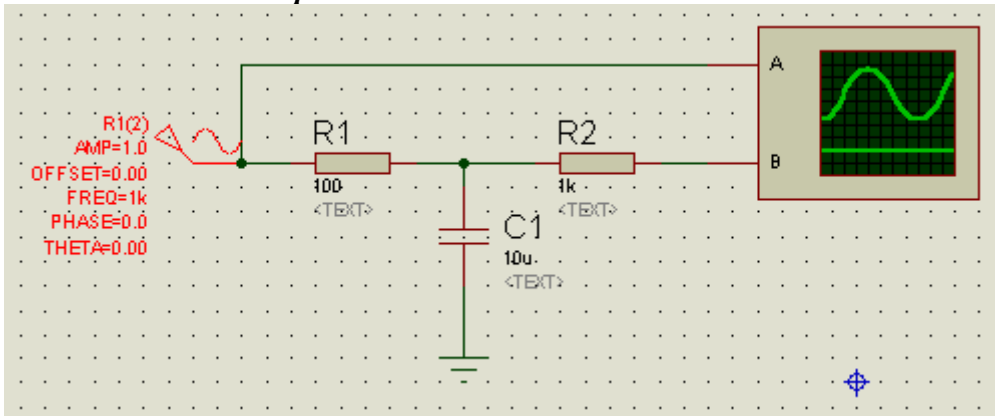 A
R1(2)
AMP=1.0
OFFSET=0.00
FREQ=1k
PHASE=0.0
THETA=0.00
R1
100
<TEXT>
R2
1k
<TEXT>
B
C1
10u
<TEXT>